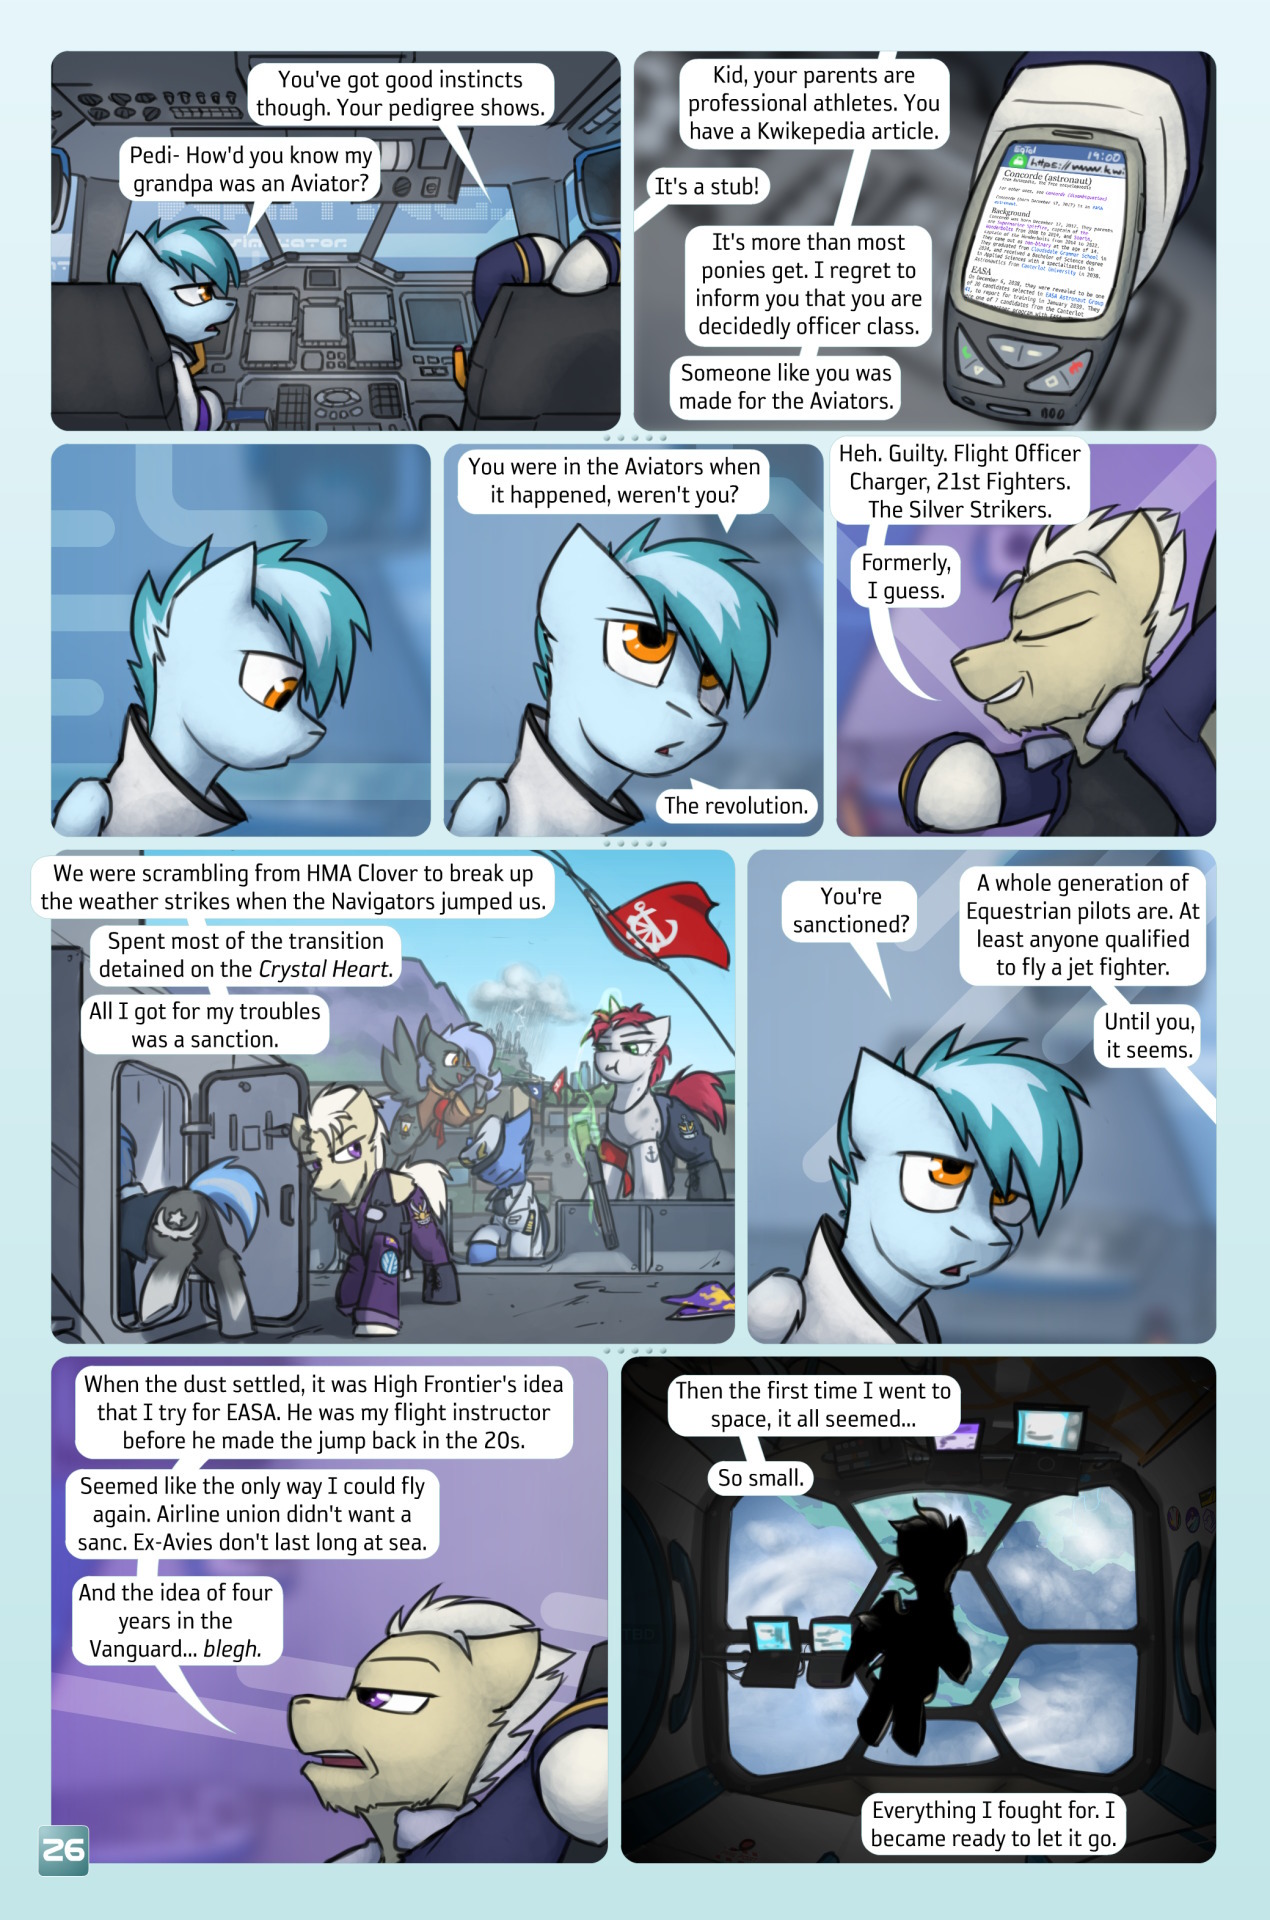 You've got good instincts
though. Your pedigree shows.
Pedi- How'd you know my
grandpa was an Aviator?
Kid, your parents are
professional athletes. You
have a Kwikepedia article.
It's a stub!
It's more than most
ponies get. I regret to
inform you that you are
decidedly officer class.
Someone like you was
made for the Aviators.
EqTel 19:00
https://www.kwi
Concorde (astronaut)
Background
EASA
You were in the Aviators when
it happened, weren't you?
The revolution.
Heh. Guilty. Flight Officer
Charger, 21st Fighters.
The Silver Strikers.
Formerly,
I guess.
We were scrambling from HMA Clover to break up
the weather strikes when the Navigators jumped us.
Spent most of the transition
detained on the Crystal Heart.
All I got for my troubles
was a sanction.
You're
sanctioned?
A whole generation of
Equestrian pilots are. At
least anyone qualified
to fly a jet fighter.
Until you,
it seems.
When the dust settled, it was High Frontier's idea
that I try for EASA. He was my flight instructor
before he made the jump back in the 20s.
Seemed like the only way I could fly
again. Airline union didn't want a
sanc. Ex-Avies don't last long at sea.
And the idea of four
years in the
Vanguard... blegh.
Then the first time I went to
space, it all seemed...
So small.
Everything I fought for. I
became ready to let it go.
26